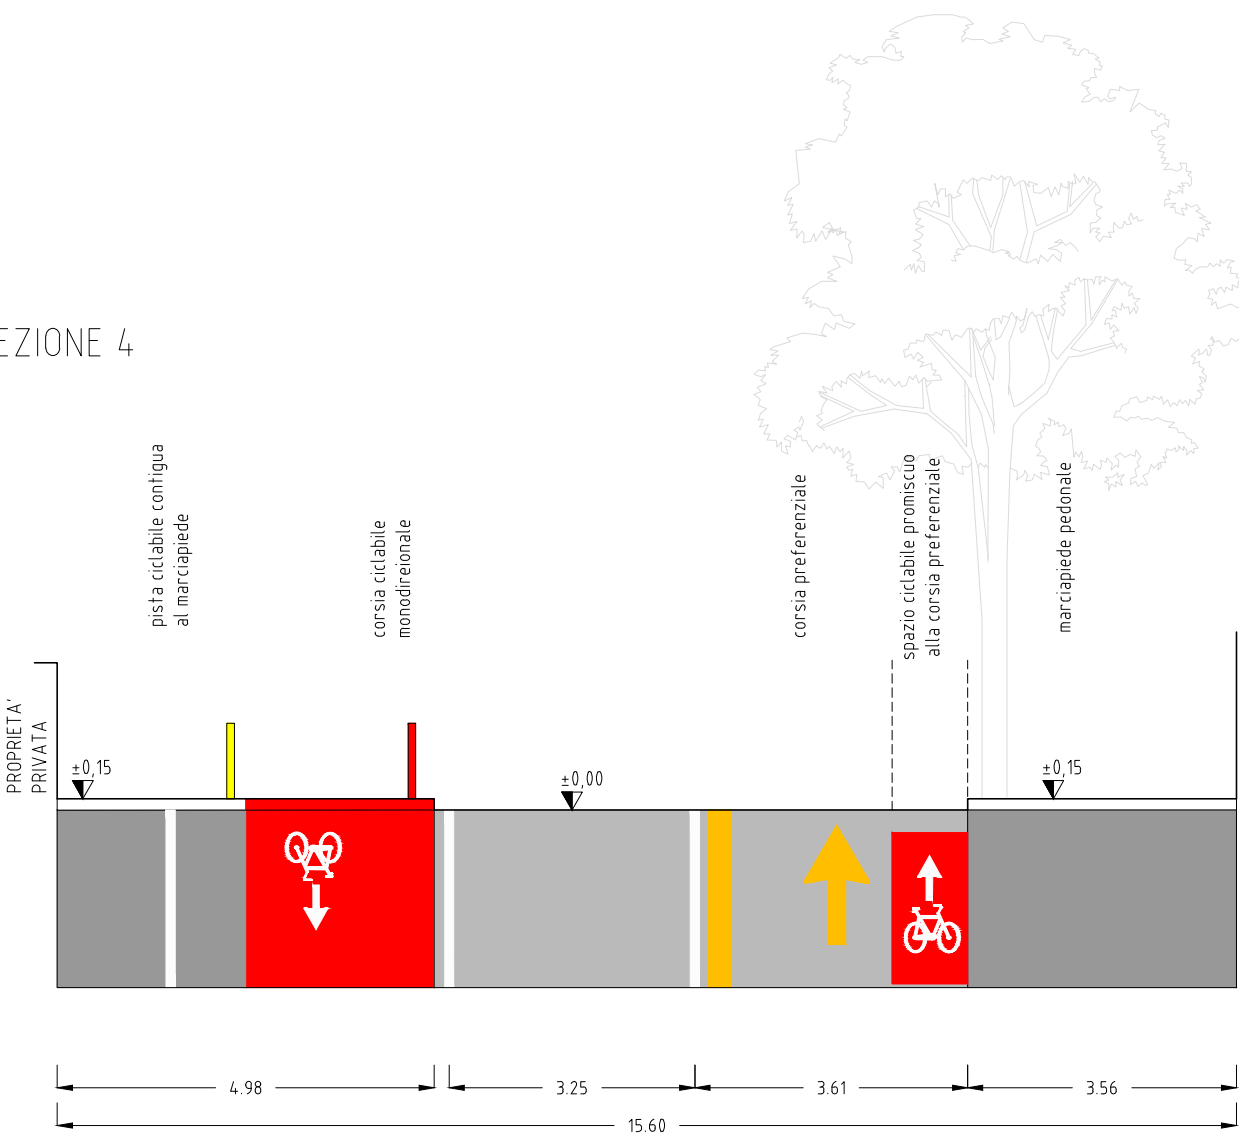 EZIONE 4
pista ciclabile contigua
al marciapiede
corsia ciclabile
monodireionale
corsia preferenziale
spazio ciclabile promiscuo
alla corsia preferenziale
marciapiede pedonale
PROPRIETA'
PRIVATA
±0,15
±0,00
±0,15
4.98
3.25
3.61
3.56
15.60